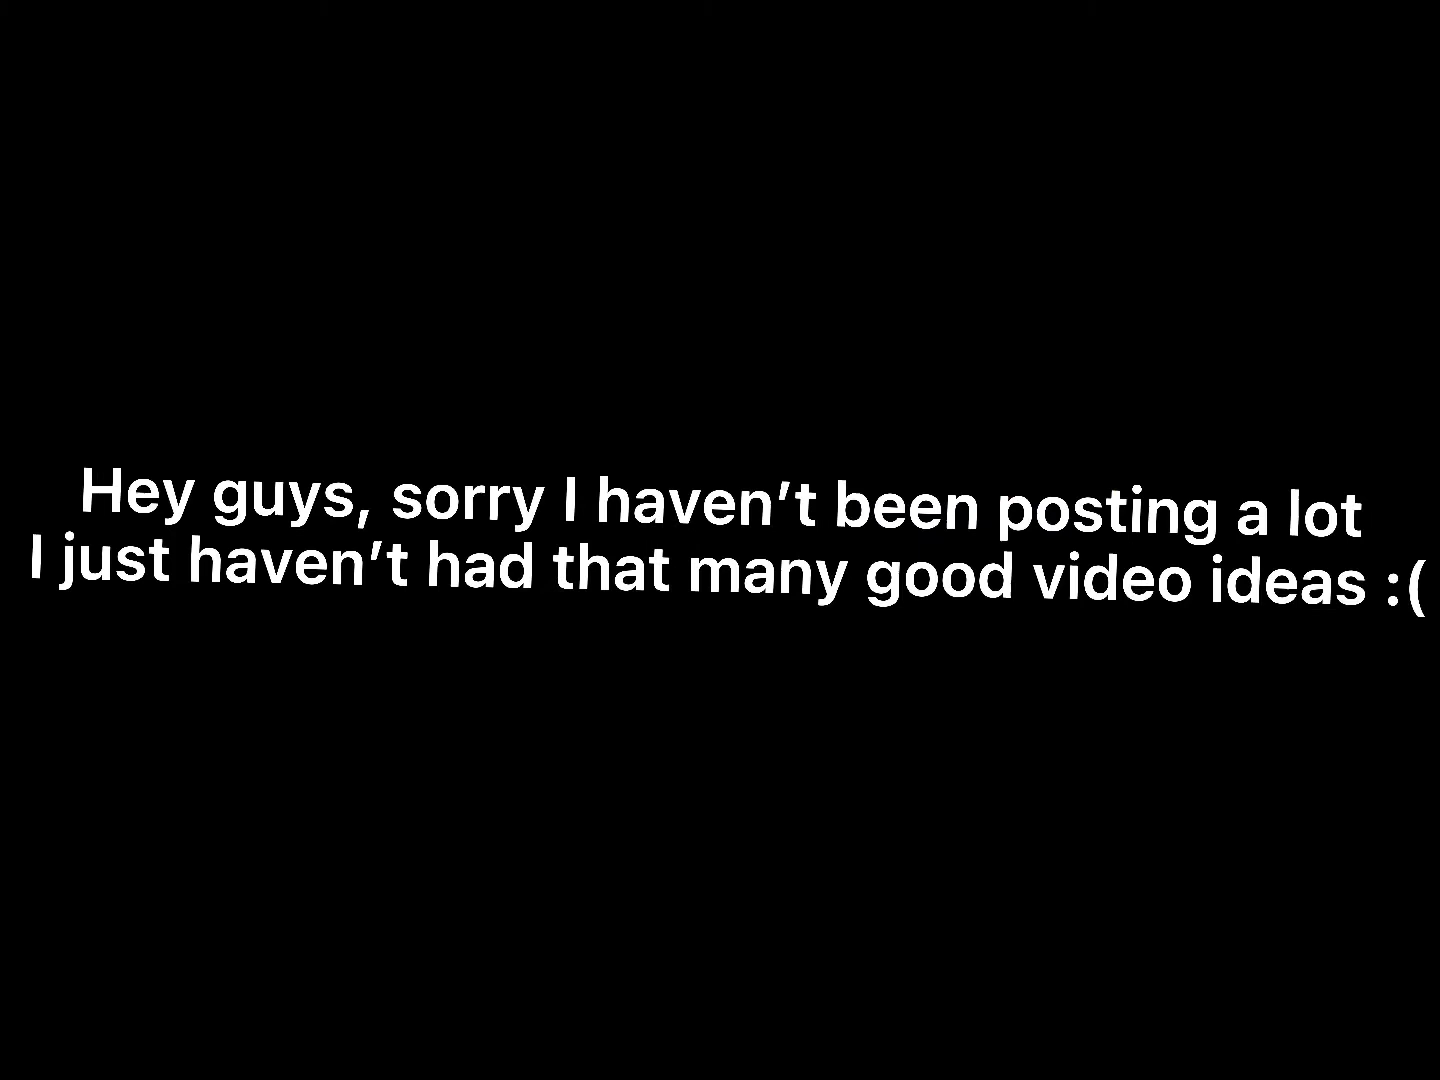 Hey guys, sorry I haven’t been posting a lot
I just haven’t had that many good video ideas :(